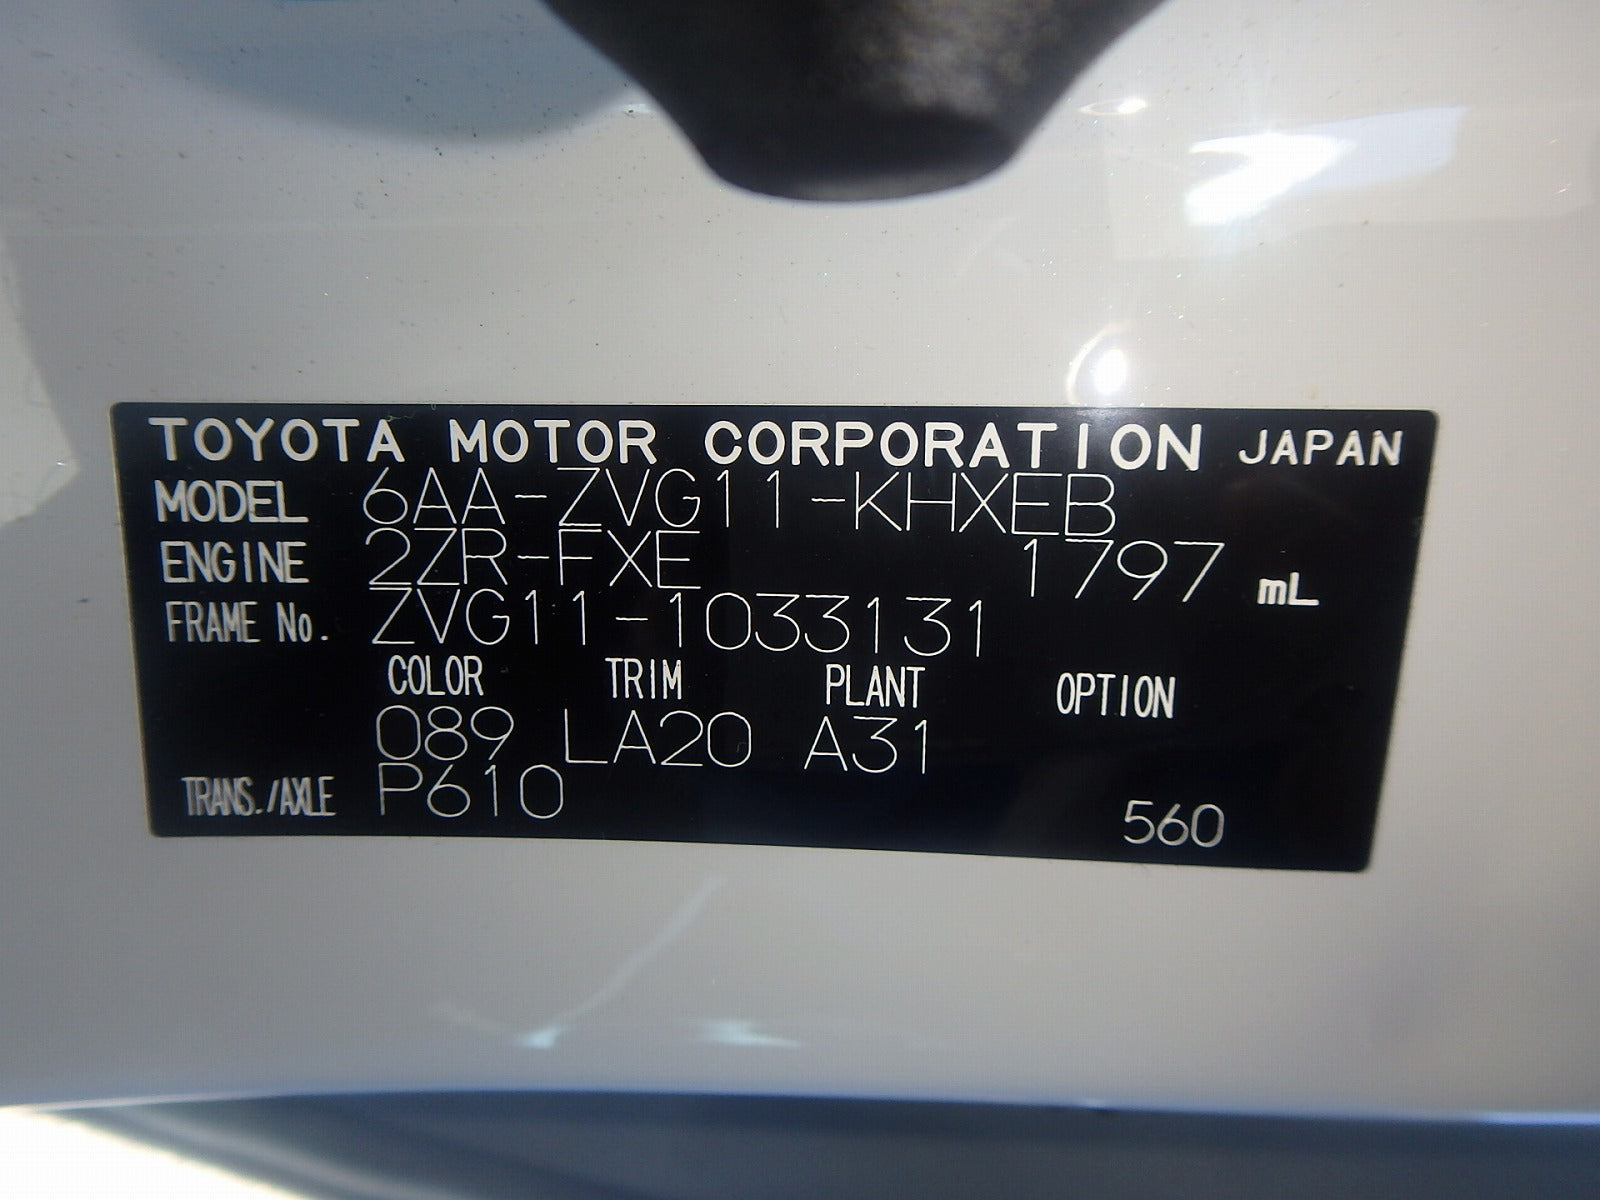 TOYOTA MOTOR CORPORATION JAPAN
MODEL 6AA-ZVG11-KHXEB
ENGINE 2ZR-FXE 1797 mL
FRAME No. ZVG11-1033131
COLOR TRIM PLANT OPTION
089 LA20 A31
TRANS./AXLE P610 560